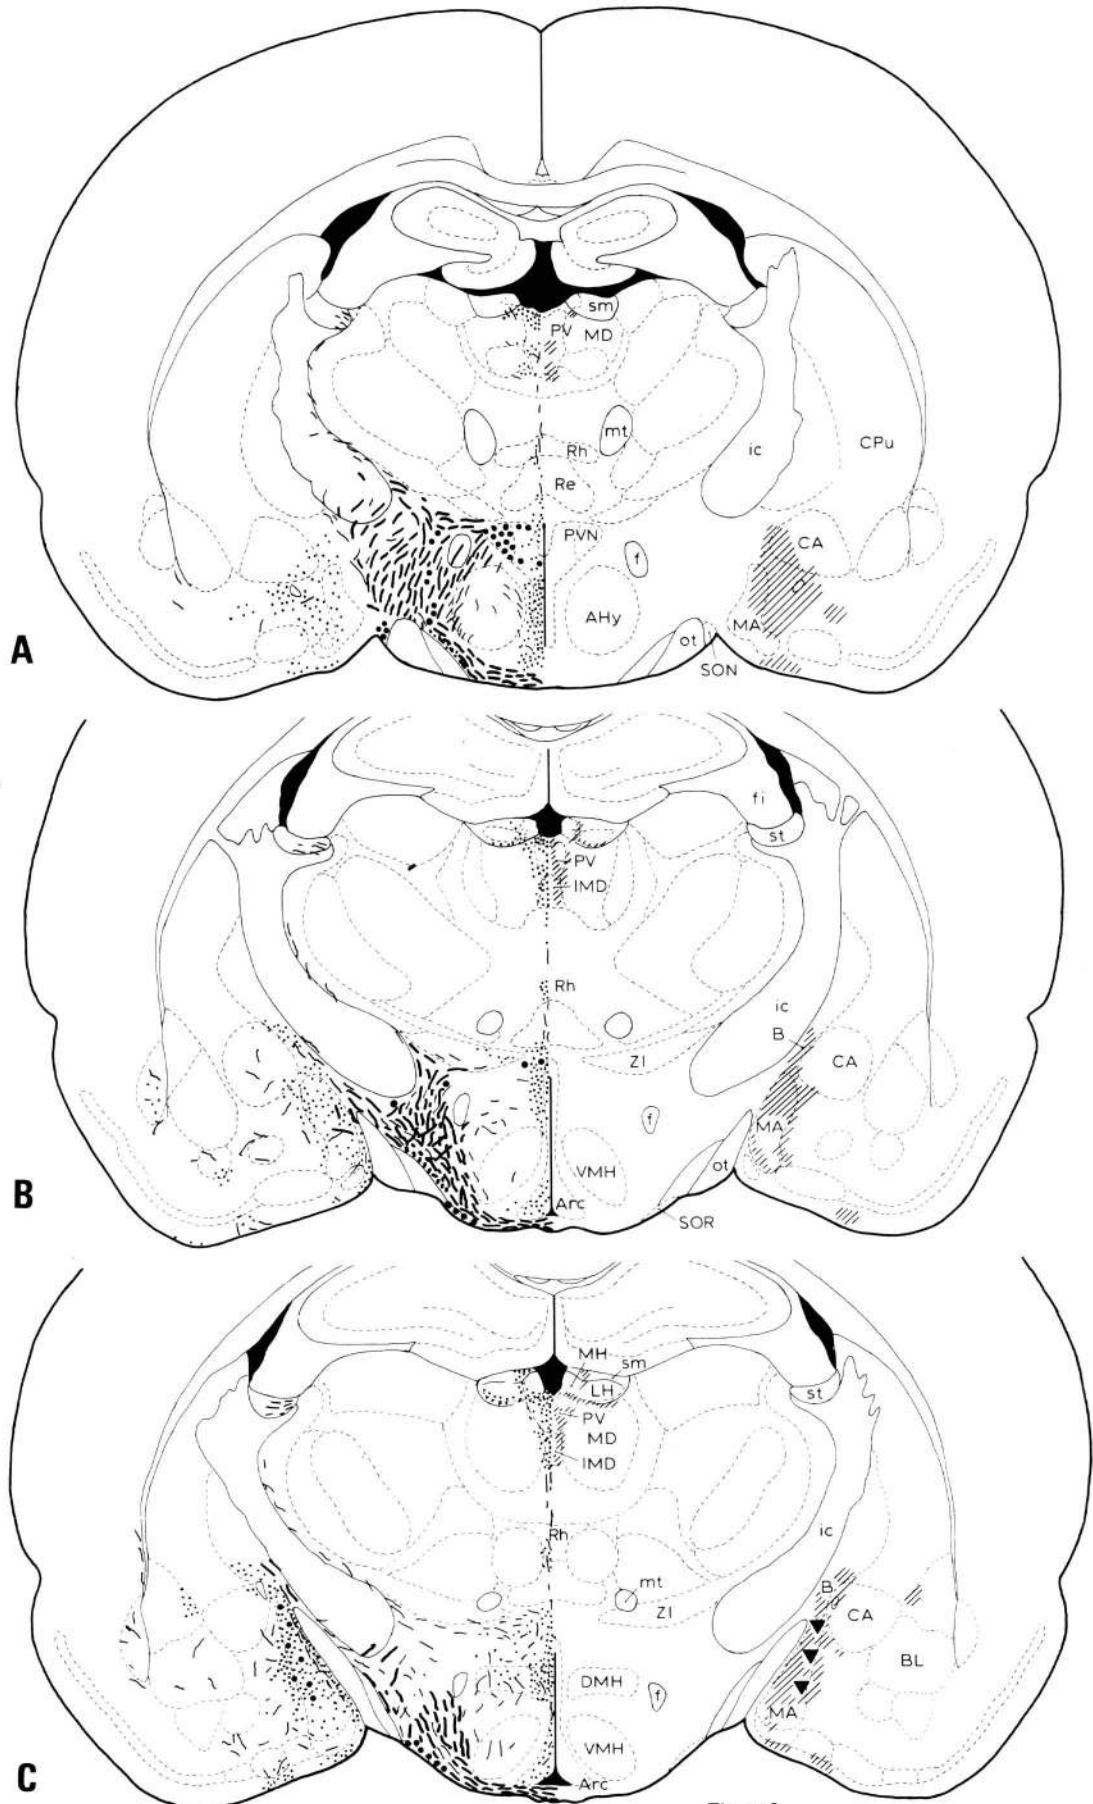 sm
PV MD
mt
Rh
ic
CPu
Re
PVN
CA
f
AHy
MA
A
ot
SON
fi
st
PV
IMD
Rh
ic
B
ZI
CA
f
MA
VMH
ot
B
Arc
SOR
MH
sm
LH
st
PV
MD
IMD
Rh
ic
mt
B
ZI
CA
BL
DMH
f
MA
VMH
C
Arc